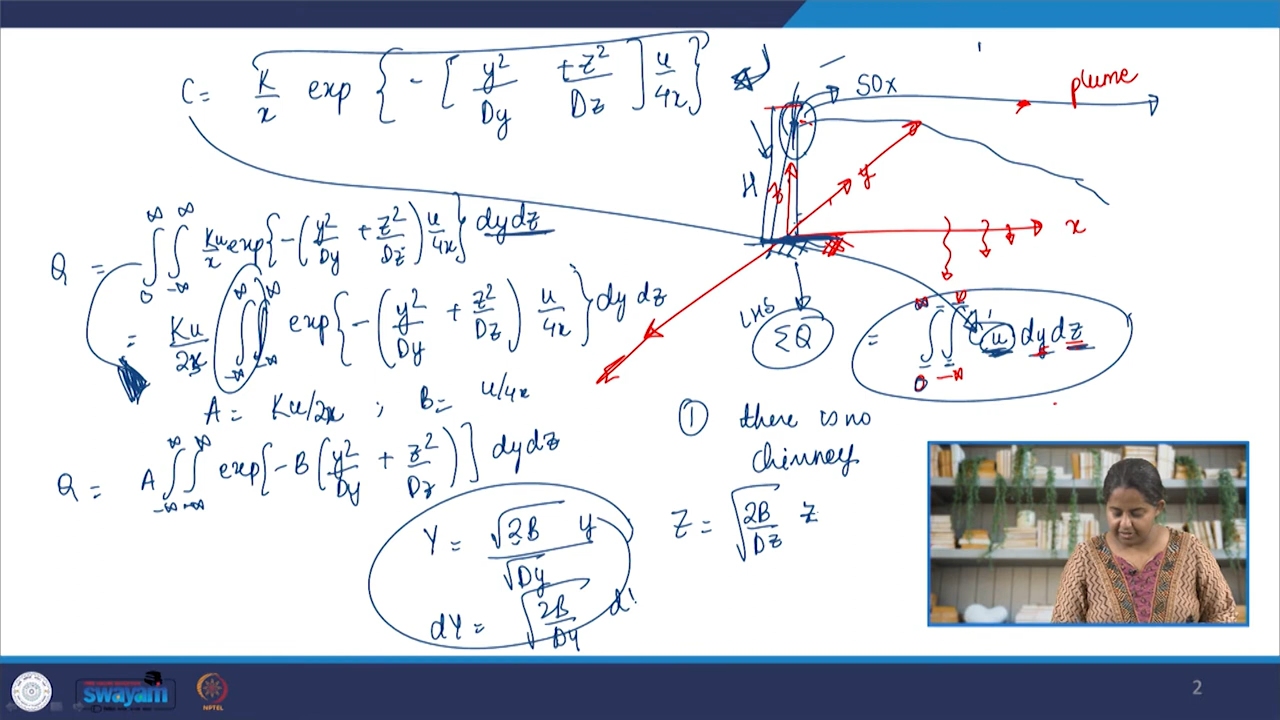 C = K/x exp { - [ y²/Dy + z²/Dz ] u/4x }
Q = ∫₀^∞ ∫₋∞^∞ Ku/x exp { - ( y²/Dy + z²/Dz ) u/4x } dy dz
= Ku/2x ∫₋∞^∞ ∫₋∞^∞ exp { - ( y²/Dy + z²/Dz ) u/4x } dy dz
A = Ku/2x ; B = u/4x
Q = A ∫₋∞^∞ ∫₋∞^∞ exp { - B ( y²/Dy + z²/Dz ) ] dy dz
Y = √2B y / √Dy
dY = √(2B/Dy) d
Z = √(2B/Dz) z
SOx
plume
H
z
y
x
LHS
ΣQ
= ∫₀^∞ ∫₋∞^∞ C u dy dz
① there is no
chimney
swayam
NPTEL
2